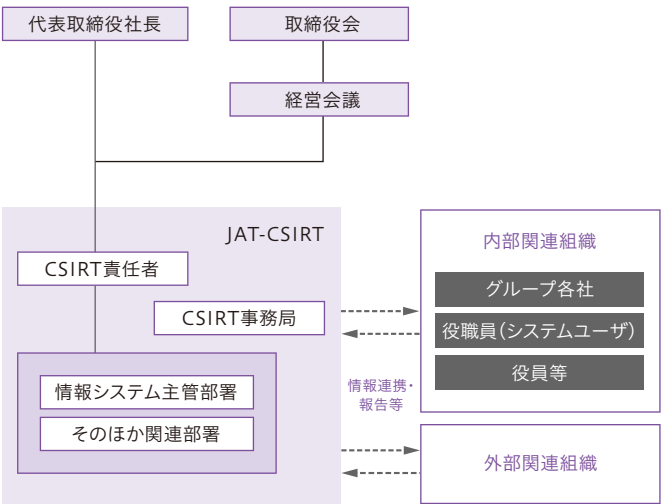 代表取締役社長
取締役会
経営会議
JAT-CSIRT
CSIRT責任者
CSIRT事務局
情報システム主管部署
そのほか関連部署
情報連携・
報告等
内部関連組織
グループ各社
役職員（システムユーザ）
役員等
外部関連組織